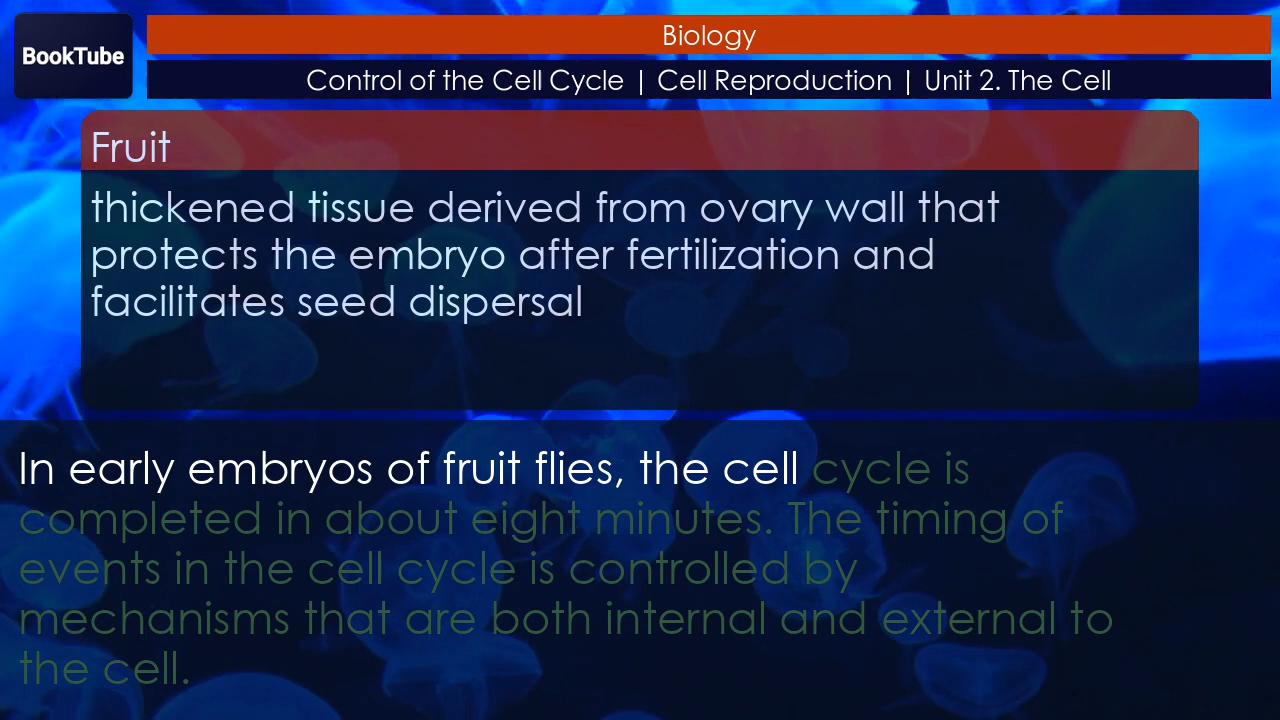 BookTube
Biology
Control of the Cell Cycle | Cell Reproduction | Unit 2. The Cell
Fruit
thickened tissue derived from ovary wall that
protects the embryo after fertilization and
facilitates seed dispersal
In early embryos of fruit flies, the cell cycle is
completed in about eight minutes. The timing of
events in the cell cycle is controlled by
mechanisms that are both internal and external to
the cell.